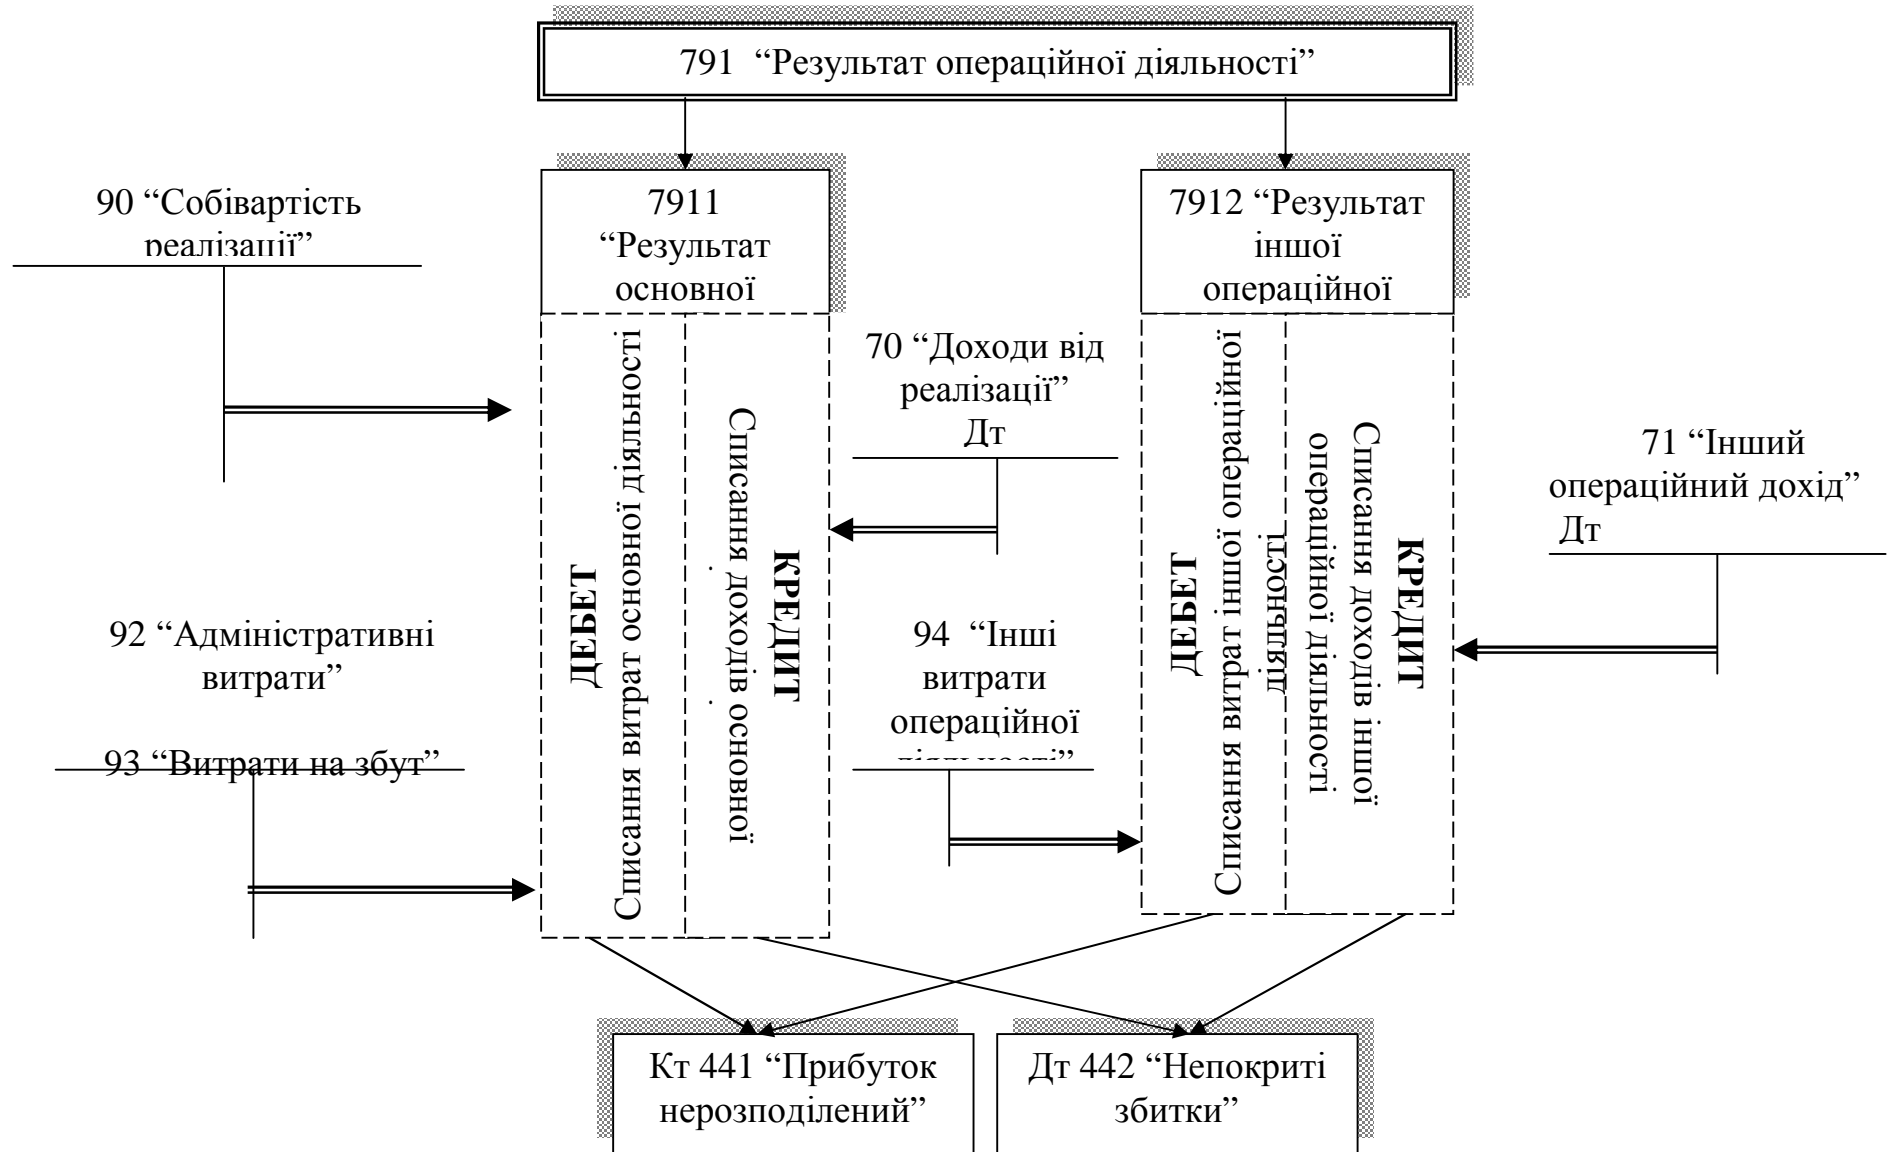 791 “Результат операційної діяльності”
90 “Собівартість
реалізації”
7911
“Результат
основної
7912 “Результат
іншої
операційної
ДЕБЕТ
Списання витрат основної діяльності
Списання доходів основної
КРЕДИТ
70 “Доходи від
реалізації”
Дт
ДЕБЕТ
Списання витрат іншої операційної
діяльності
Списання доходів іншої
операційної діяльності
КРЕДИТ
71 “Інший
операційний дохід”
Дт
92 “Адміністративні
витрати”
93 “Витрати на збут”
94 “Інші
витрати
операційної
діяльності”
Кт 441 “Прибуток
нерозподілений”
Дт 442 “Непокриті
збитки”